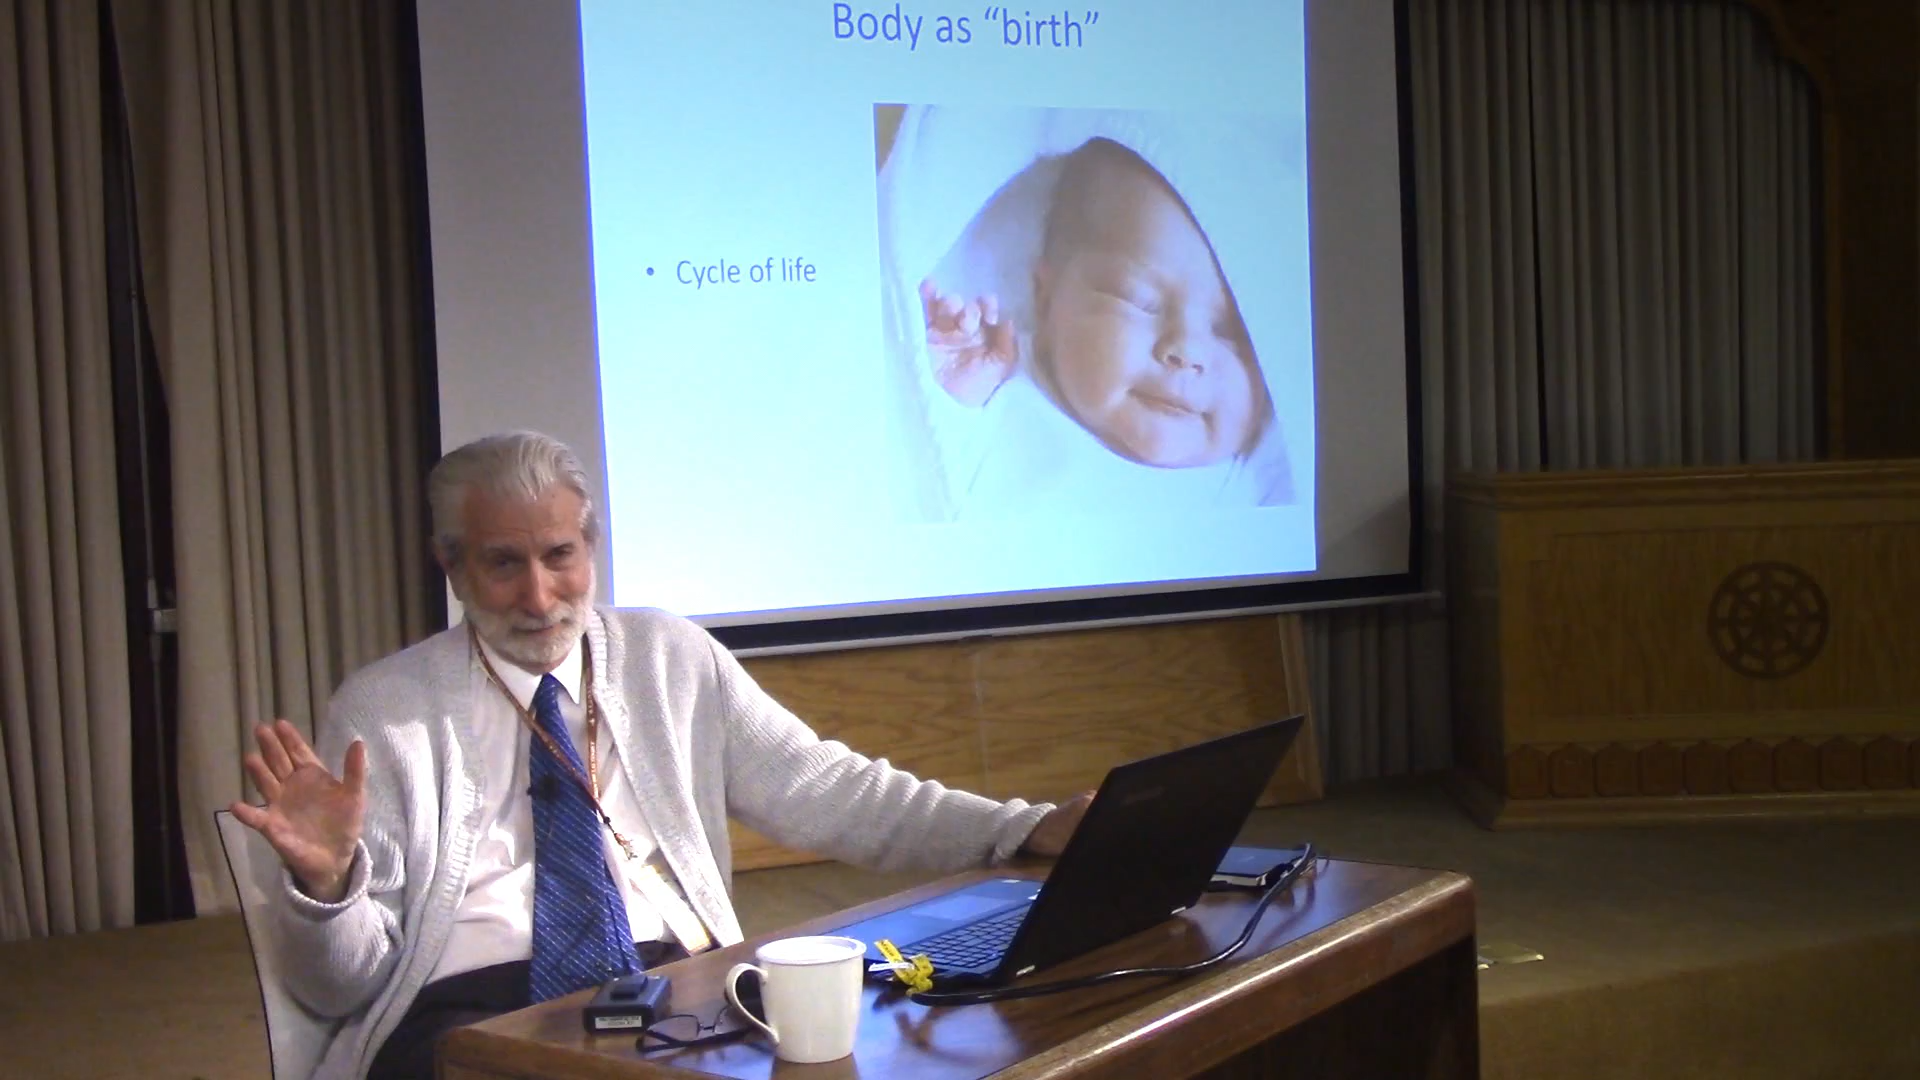 Body as “birth”
• Cycle of life